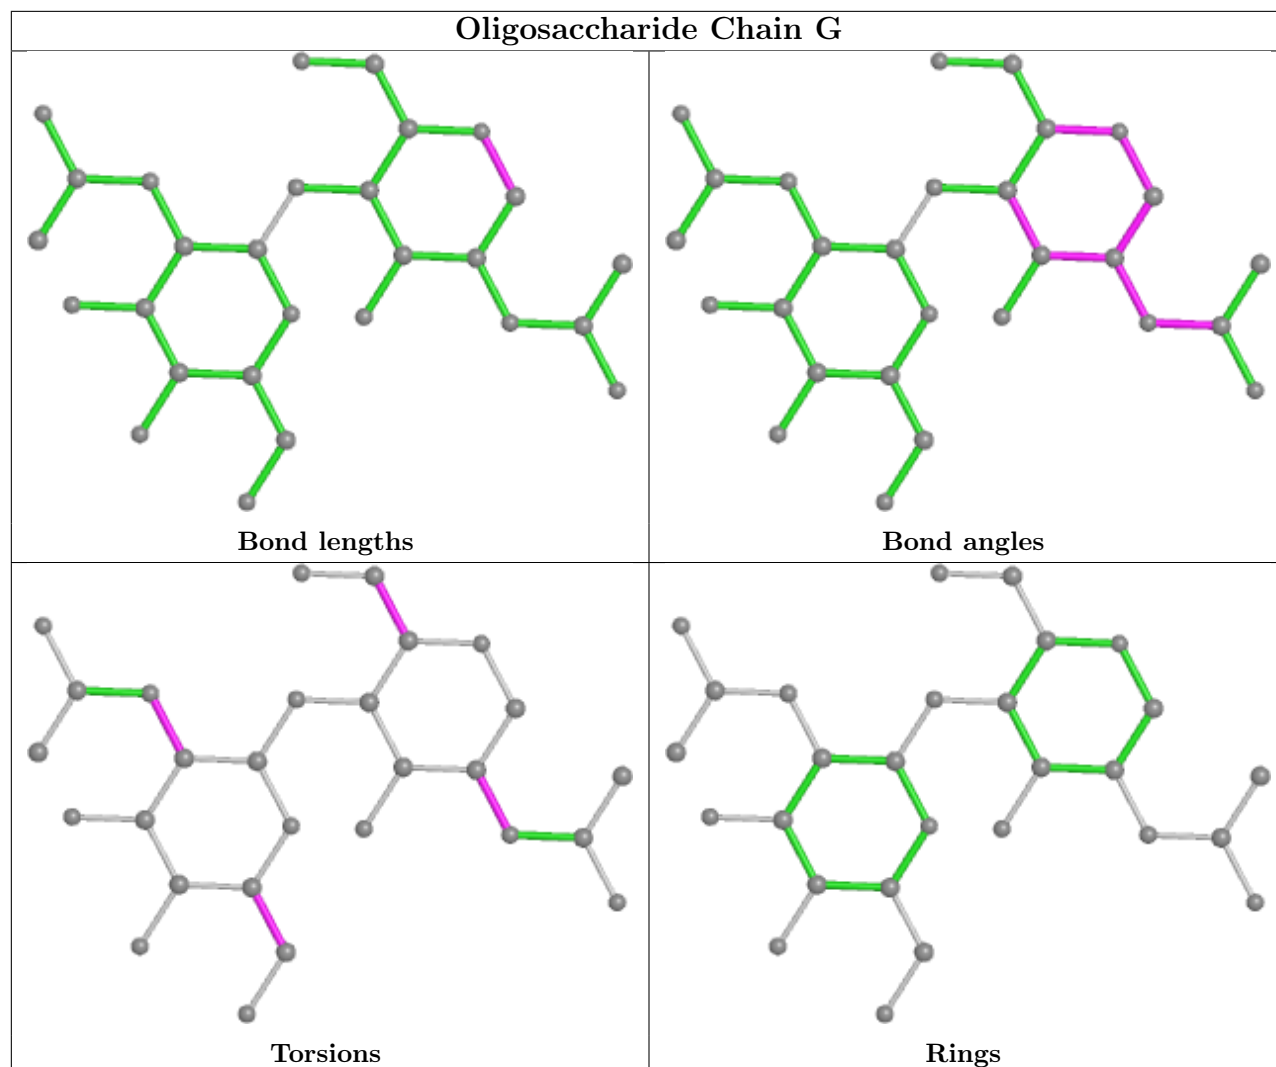 Oligosaccharide Chain G
Bond lengths
Bond angles
Torsions
Rings